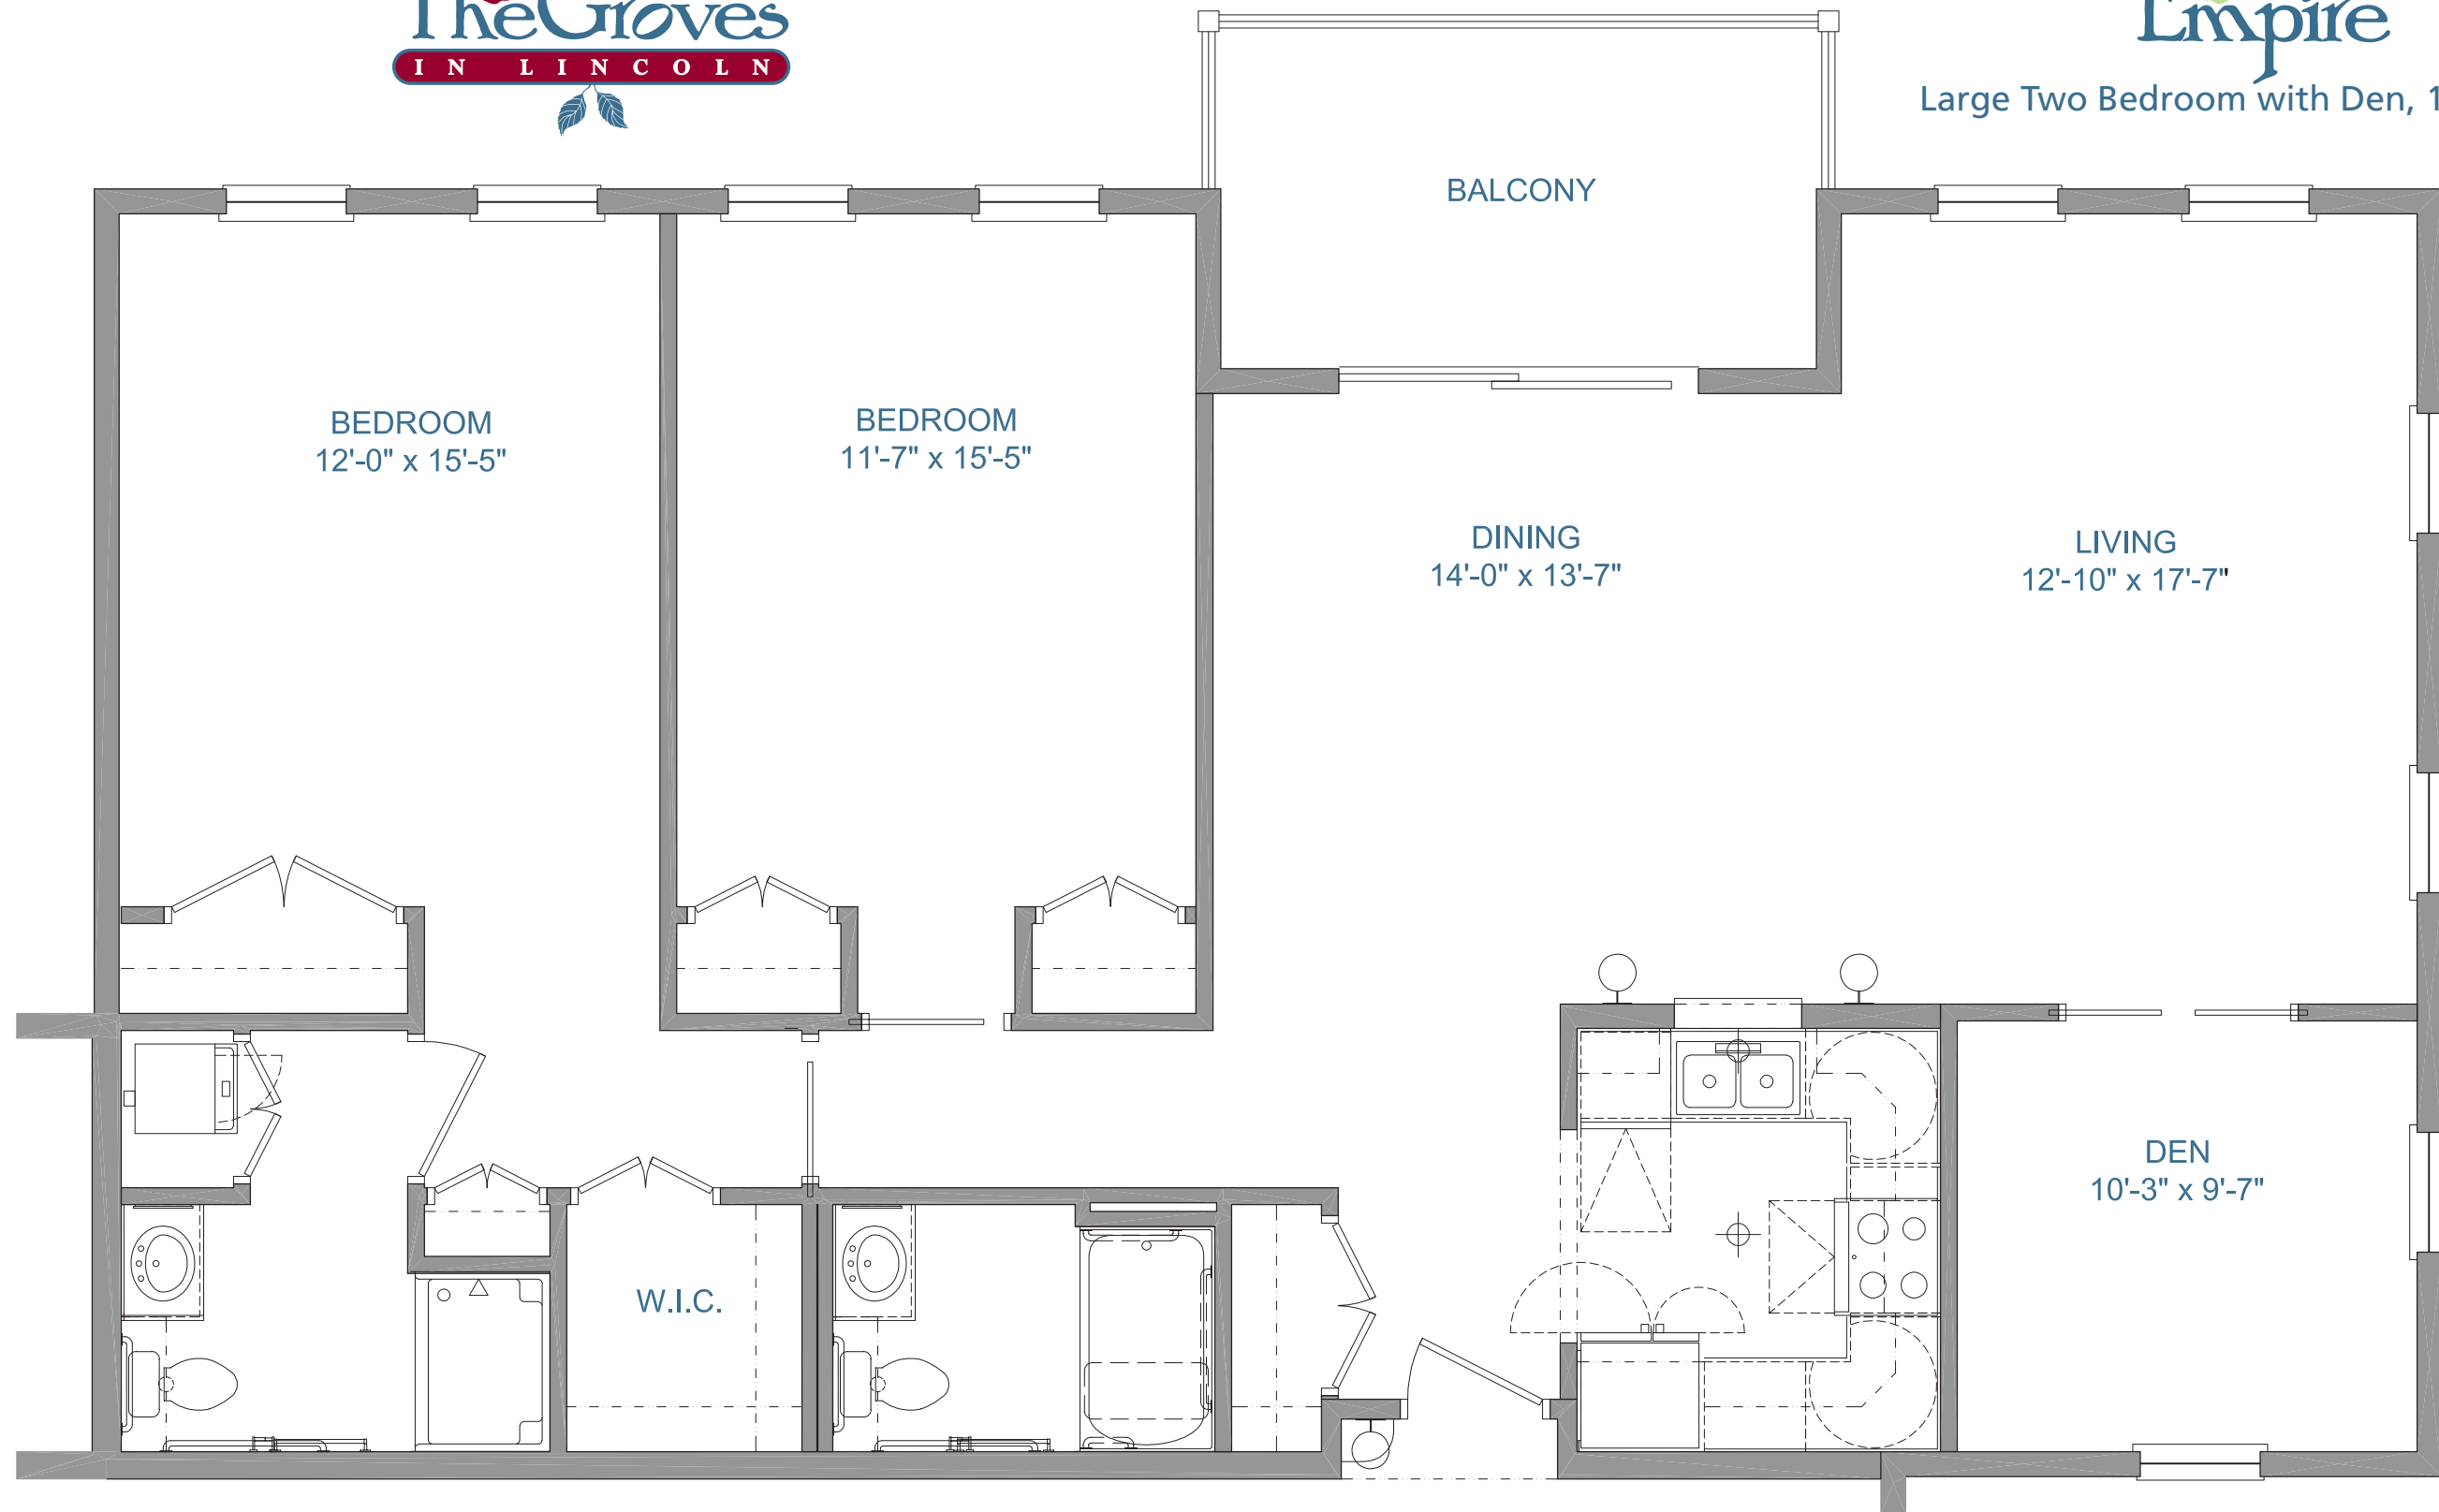 TheGroves
IN LINCOLN
Empire
Large Two Bedroom with Den, 1
BALCONY
BEDROOM
12'-0" x 15'-5"
BEDROOM
11'-7" x 15'-5"
DINING
14'-0" x 13'-7"
LIVING
12'-10" x 17'-7"
DEN
10'-3" x 9'-7"
W.I.C.